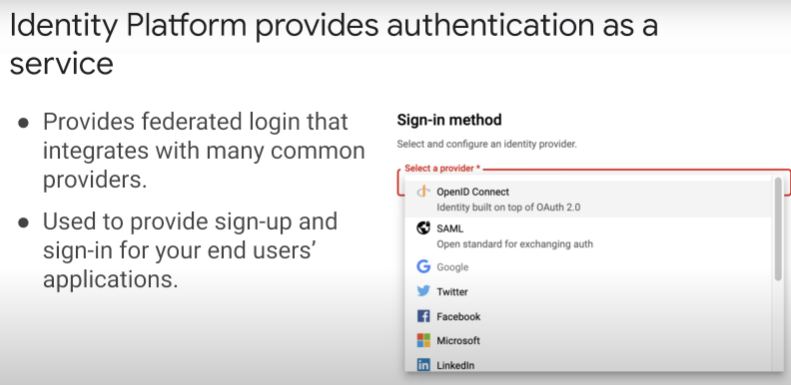 Identity Platform provides authentication as a
service
● Provides federated login that
integrates with many common
providers.
● Used to provide sign-up and
sign-in for your end users’
applications.
Sign-in method
Select and configure an identity provider.
Select a provider *
OpenID Connect
Identity built on top of OAuth 2.0
SAML
Open standard for exchanging auth
Google
Twitter
Facebook
Microsoft
LinkedIn